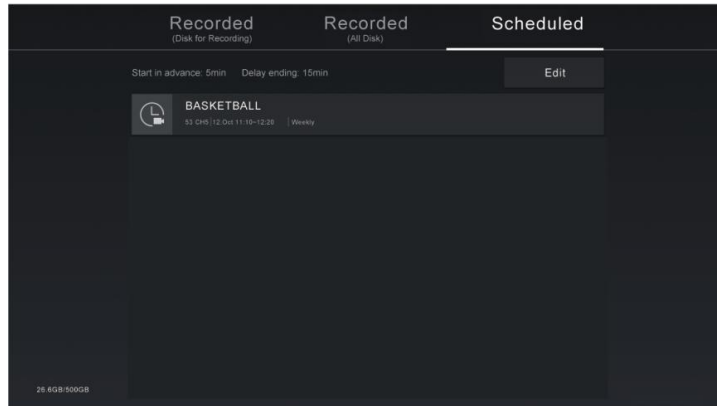 Recorded
(Disk for Recording)
Recorded
(All Disk)
Scheduled
Start in advance: 5min Delay ending: 15min
Edit
BASKETBALL
53 CH5|12.Oct 11:10~12:26 |Weekly
26.6GB/500GB